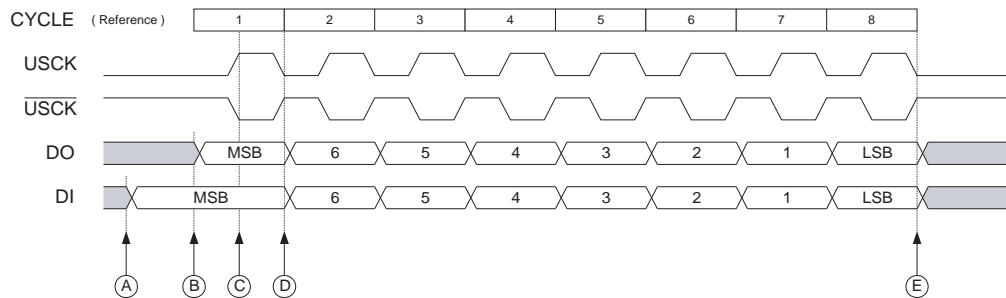 CYCLE ( Reference ) 1 2 3 4 5 6 7 8
USCK
USCK
DO MSB 6 5 4 3 2 1 LSB
DI MSB 6 5 4 3 2 1 LSB
A B C D E